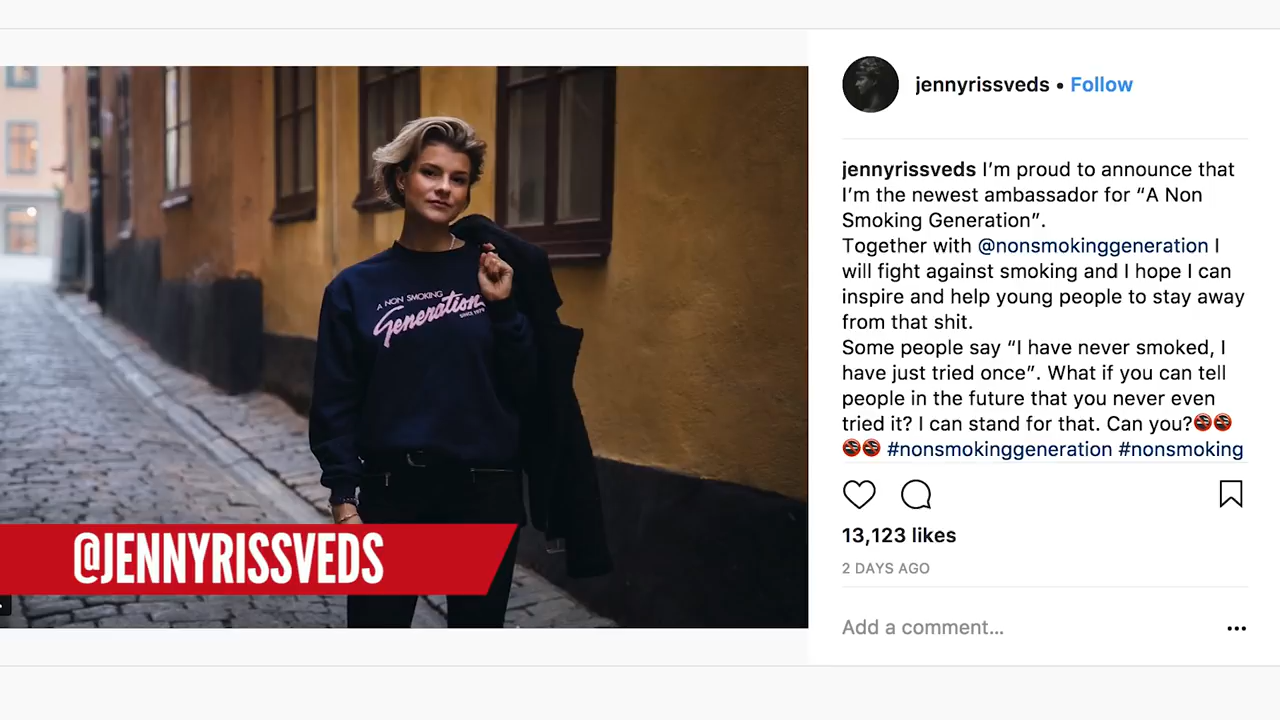 jennyrissveds • Follow
jennyrissveds I’m proud to announce that
I’m the newest ambassador for “A Non
Smoking Generation”.
Together with @nonsmokinggeneration I
will fight against smoking and I hope I can
inspire and help young people to stay away
from that shit.
Some people say “I have never smoked, I
have just tried once”. What if you can tell
people in the future that you never even
tried it? I can stand for that. Can you?🚭🚭
🚭🚭 #nonsmokinggeneration #nonsmoking
13,123 likes
2 DAYS AGO
Add a comment...
A NON SMOKING
Generation
SINCE 1979
@JENNYRISSVEDS